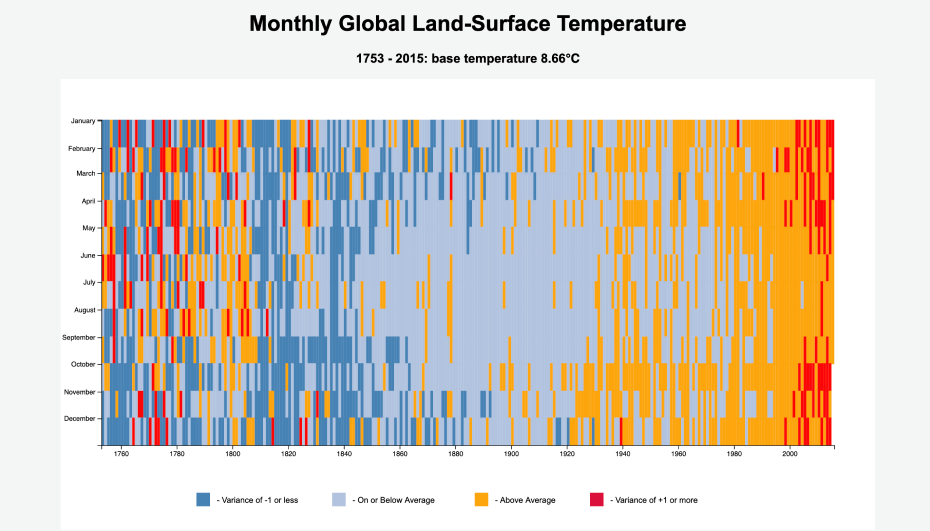 Monthly Global Land-Surface Temperature
1753 - 2015: base temperature 8.66°C
January
February
March
April
May
June
July
August
September
October
November
December
1760 1780 1800 1820 1840 1860 1880 1900 1920 1940 1960 1980 2000
- Variance of -1 or less - On or Below Average - Above Average - Variance of +1 or more